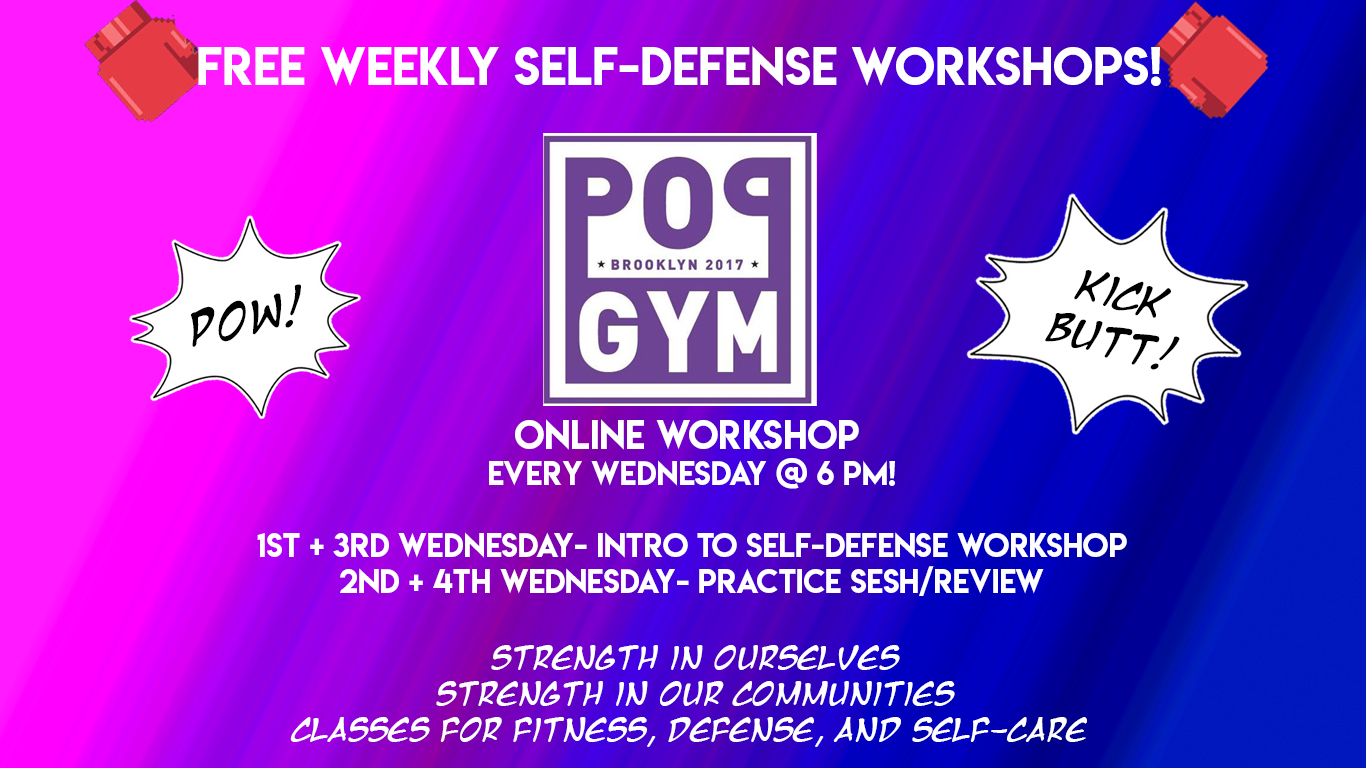 FREE WEEKLY SELF-DEFENSE WORKSHOPS!
POP
★ BROOKLYN 2017 ★
GYM
POW!
KICK
BUTT!
ONLINE WORKSHOP
EVERY WEDNESDAY @ 6 PM!
1ST + 3RD WEDNESDAY- INTRO TO SELF-DEFENSE WORKSHOP
2ND + 4TH WEDNESDAY- PRACTICE SESH/REVIEW
STRENGTH IN OURSELVES
STRENGTH IN OUR COMMUNITIES
CLASSES FOR FITNESS, DEFENSE, AND SELF-CARE